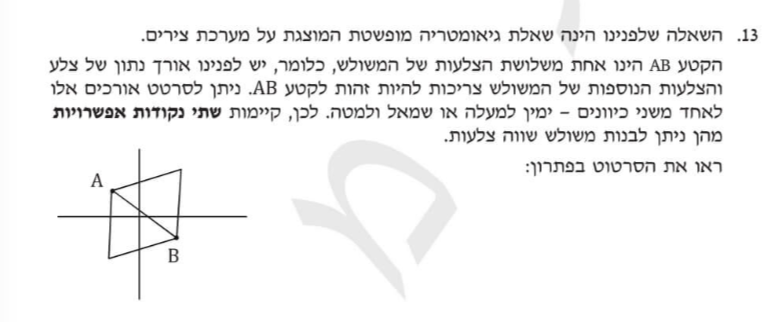 13. השאלה שלפנינו הינה שאלת גיאומטריה מופשטת המוצגת על מערכת צירים.
הקטע AB הינו אחת משלושת הצלעות של המשולש, כלומר, יש לפנינו אורך נתון של צלע
והצלעות הנוספות של המשולש צריכות להיות זהות לקטע AB. ניתן לסרטט אורכים אלו
לאחד משני כיוונים – ימין למעלה או שמאל ולמטה. לכן, קיימות שתי נקודות אפשרויות
מהן ניתן לבנות משולש שווה צלעות.
ראו את הסרטוט בפתרון:
A
B